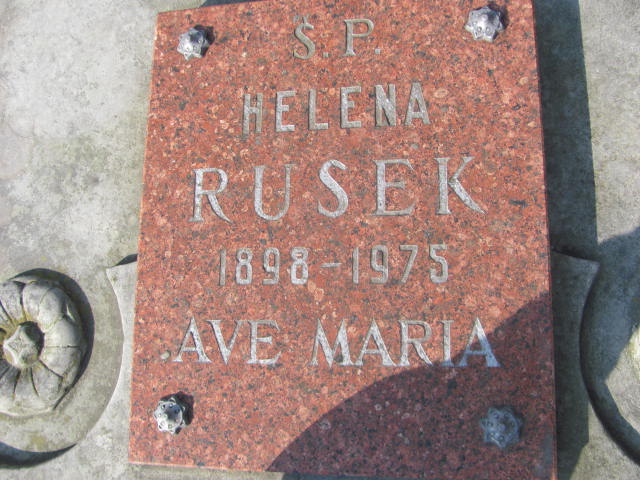 Ś.P.
HELENA
RUSEK
1898-1975
AVE MARIA